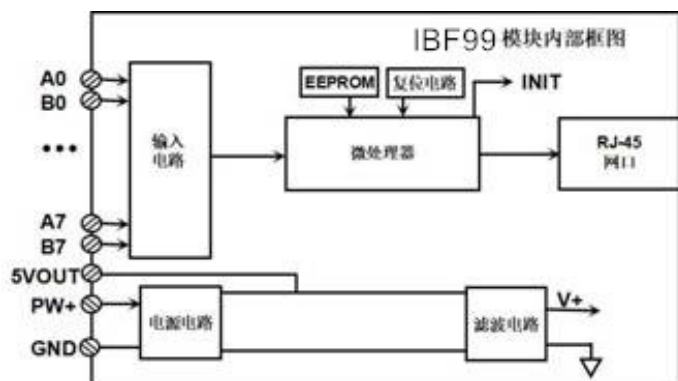 IBF99 模块内部框图
A0
B0
•••
A7
B7
5VOUT
PW+
GND
输入
电路
EEPROM
复位电路
INIT
微处理器
RJ-45
网口
电源电路
滤波电路
V+